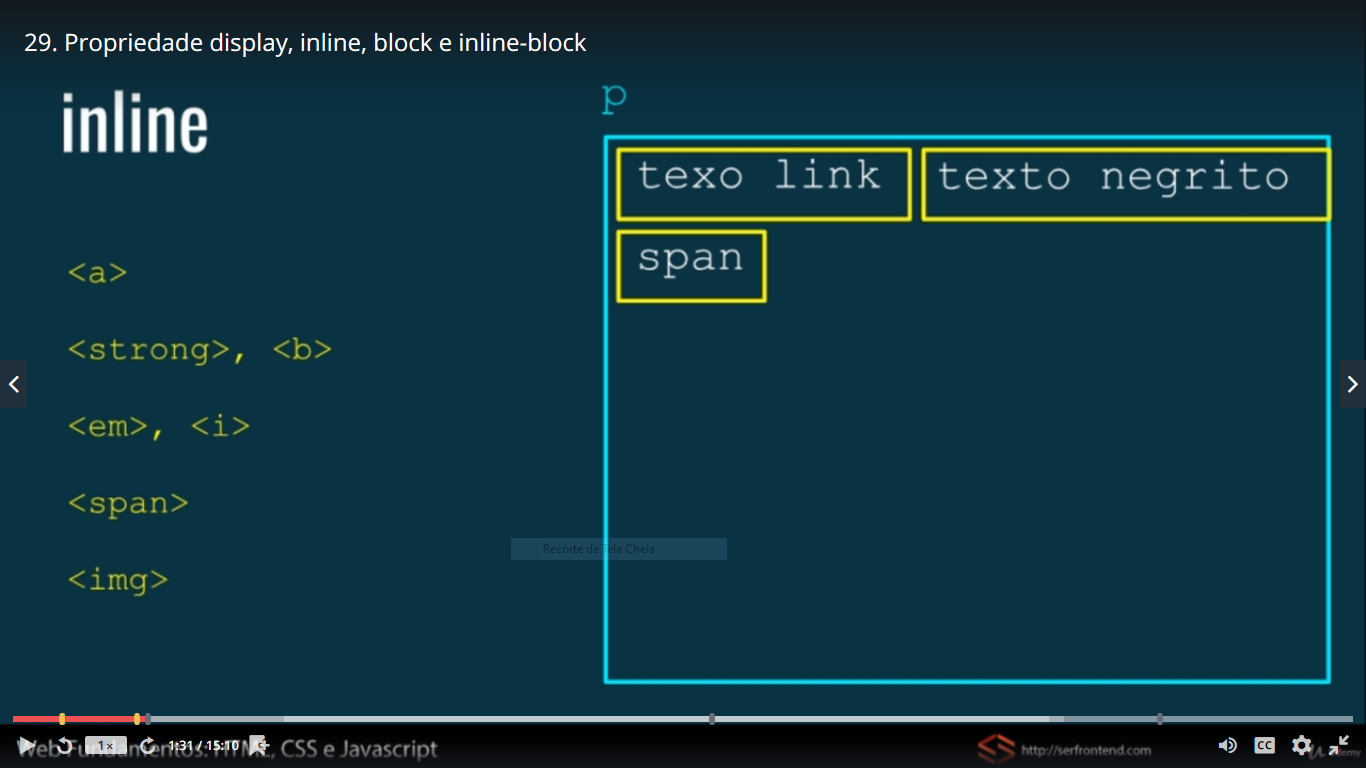 29. Propriedade display, inline, block e inline-block
inline
p
texo link
texto negrito
span
<a>
<strong>, <b>
<em>, <i>
<span>
<img>
Recorte de Tela Cheia
1×
1:31 / 15:10
Web Fundamentos: HTML, CSS e Javascript
http://serfrontend.com
CC